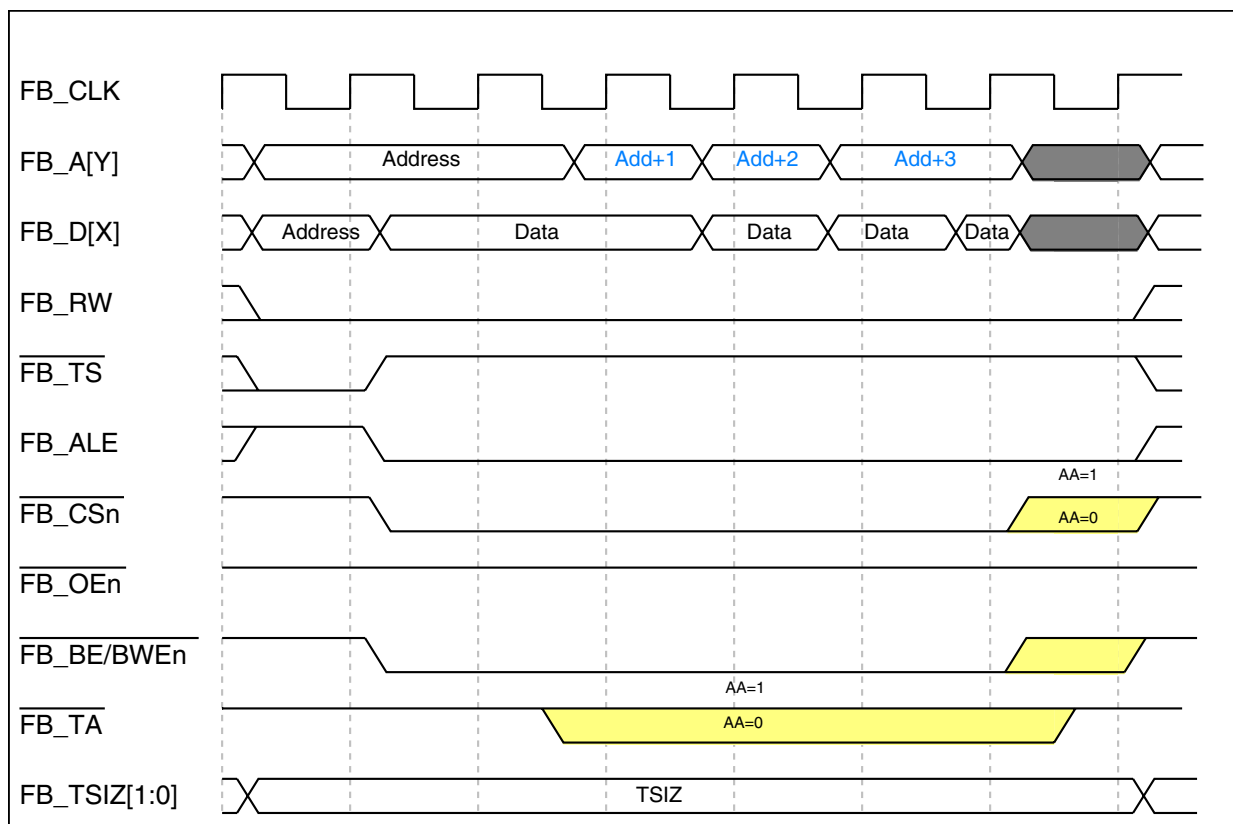 FB_CLK
FB_A[Y] Address Add+1 Add+2 Add+3
FB_D[X] Address Data Data Data Data
FB_RW
FB_TS
FB_ALE
AA=1
FB_CSn AA=0
FB_OEn
FB_BE/BWEn
AA=1
FB_TA AA=0
FB_TSIZ[1:0] TSIZ